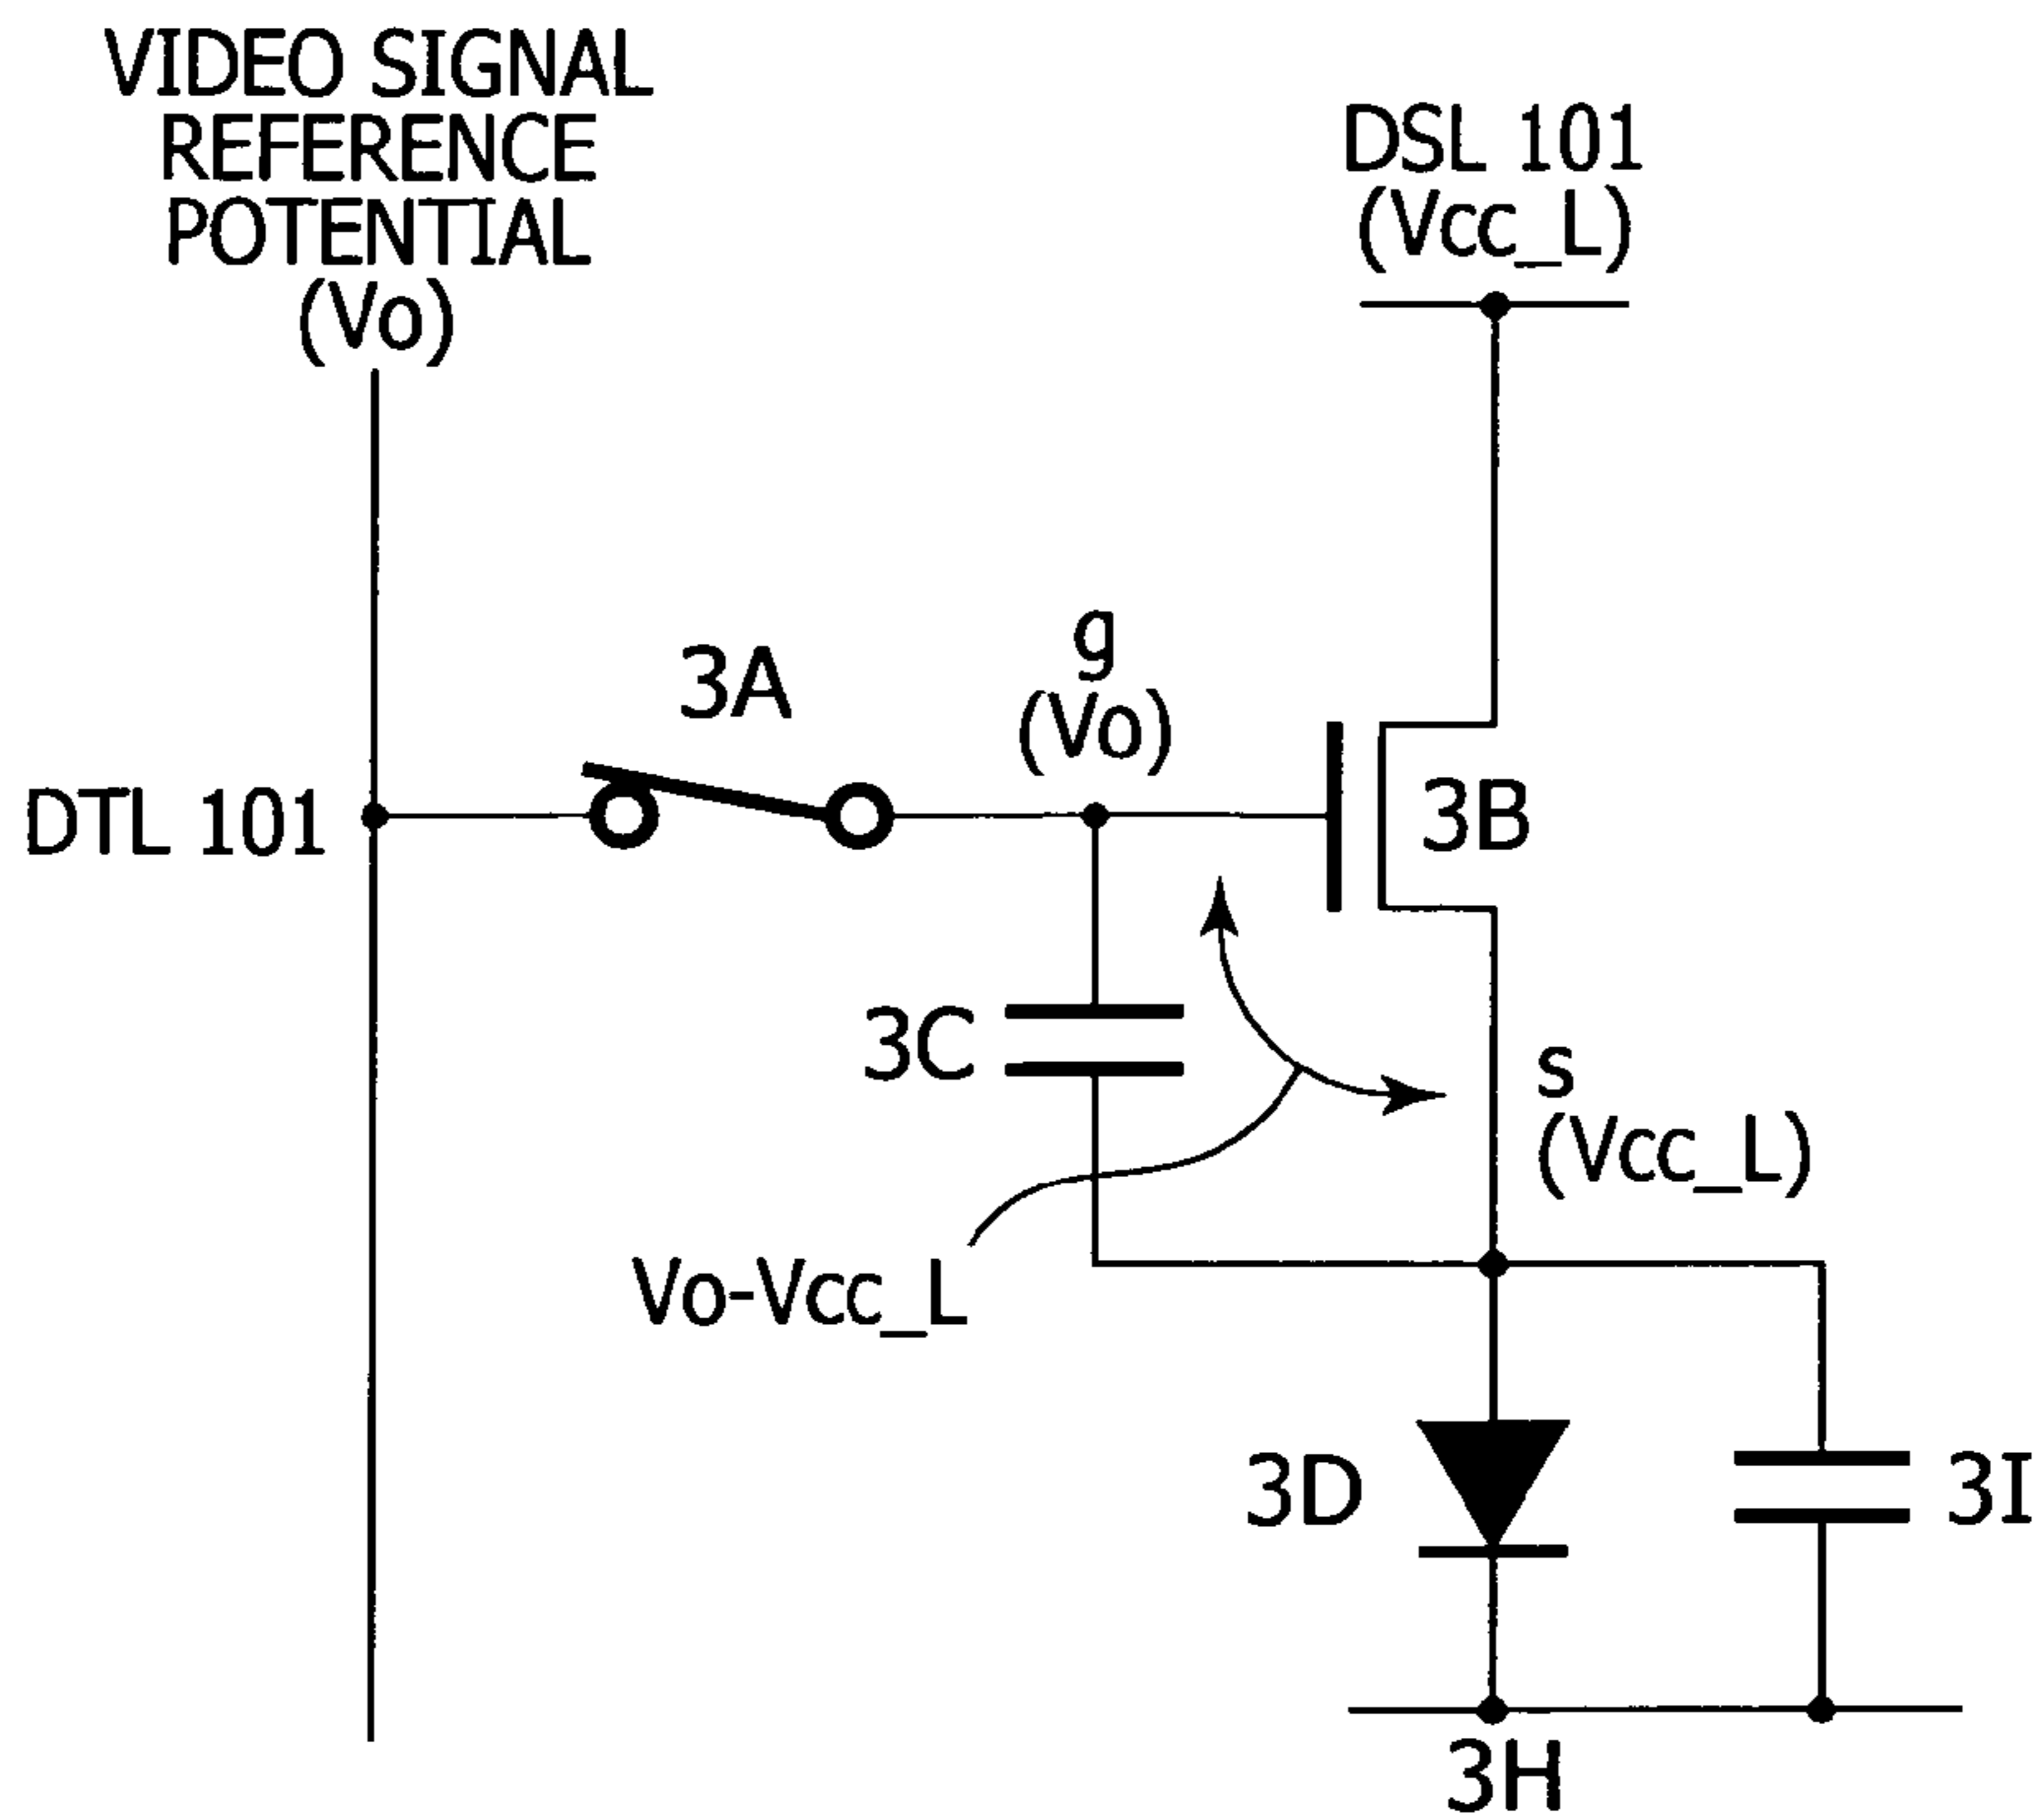 VIDEO SIGNAL
REFERENCE
POTENTIAL
(Vo)
DSL 101
(Vcc_L)
3A
g
(Vo)
DTL 101
3B
3C
s
(Vcc_L)
Vo-Vcc_L
3D
3I
3H